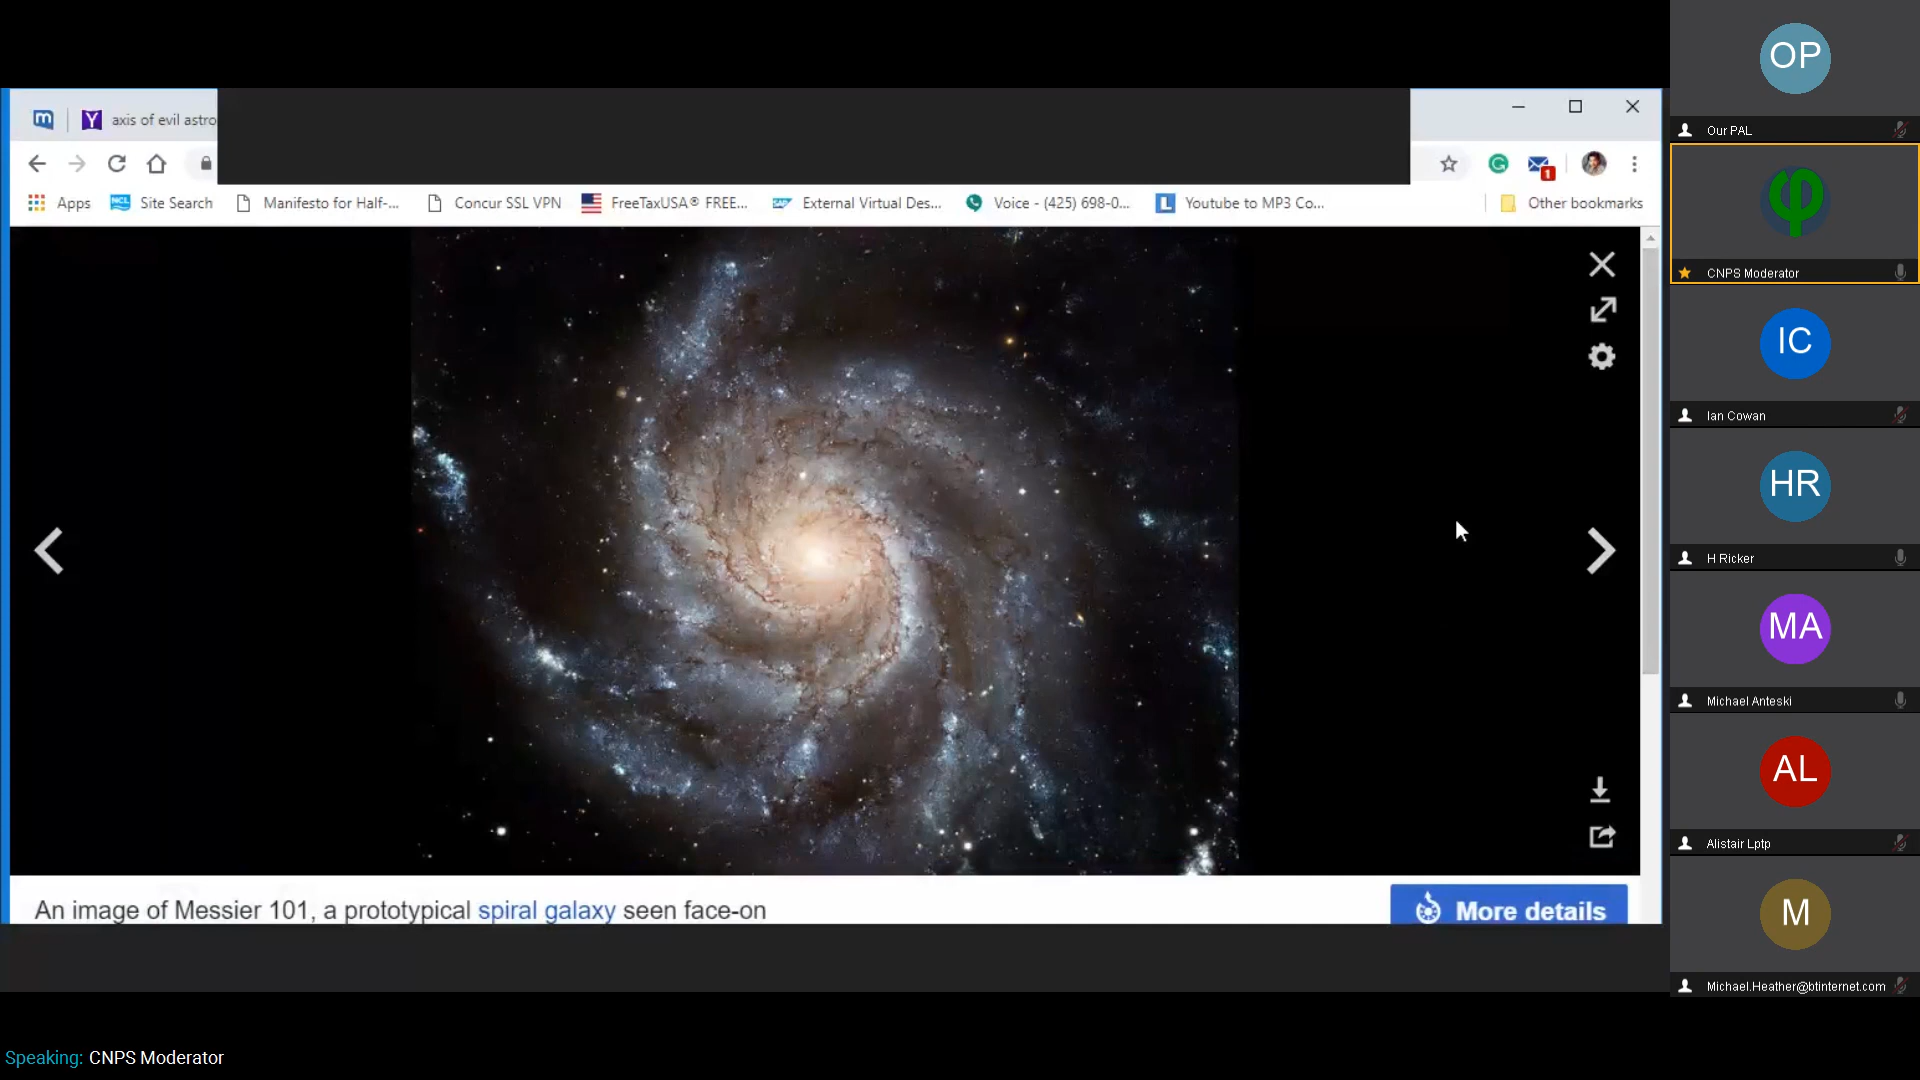 axis of evil astro
Apps
Site Search
Manifesto for Half-...
Concur SSL VPN
FreeTaxUSA® FREE...
External Virtual Des...
Voice - (425) 698-0...
Youtube to MP3 Co...
Other bookmarks
1
An image of Messier 101, a prototypical spiral galaxy seen face-on
More details
OP
Our PAL
CNPS Moderator
IC
Ian Cowan
HR
H Ricker
MA
Michael Anteski
AL
Alistair Lptp
M
Michael.Heather@btinternet.com
Speaking: CNPS Moderator